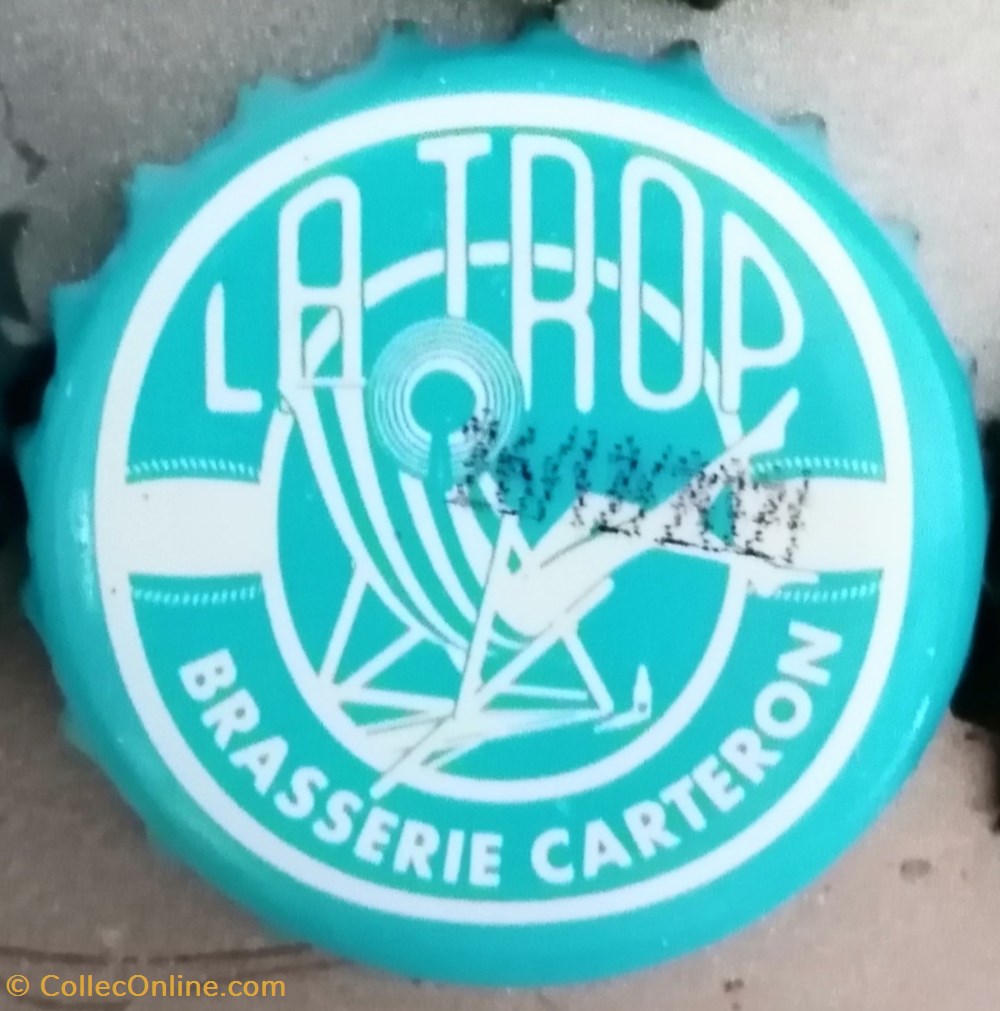 LA TROP
BRASSERIE CARTERON
© CollecOnline.com